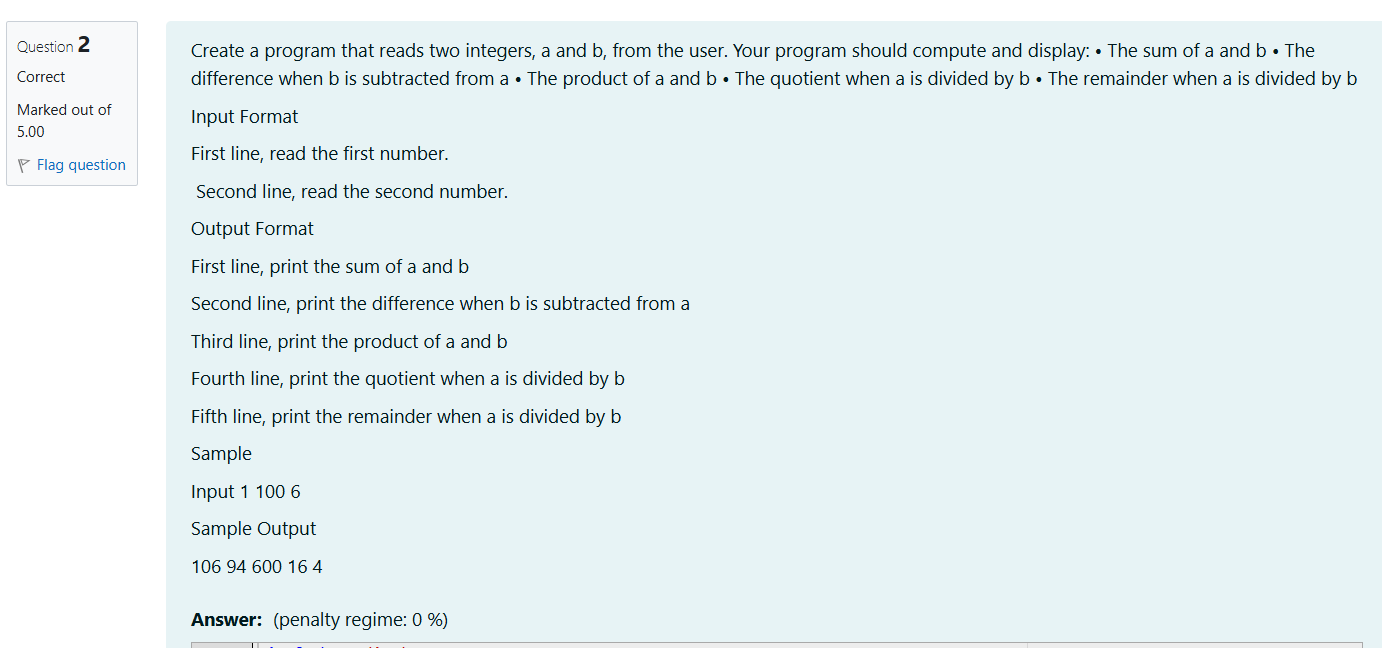 Question 2
Correct
Marked out of
5.00
Flag question
Create a program that reads two integers, a and b, from the user. Your program should compute and display: • The sum of a and b • The
difference when b is subtracted from a • The product of a and b • The quotient when a is divided by b • The remainder when a is divided by b
Input Format
First line, read the first number.
Second line, read the second number.
Output Format
First line, print the sum of a and b
Second line, print the difference when b is subtracted from a
Third line, print the product of a and b
Fourth line, print the quotient when a is divided by b
Fifth line, print the remainder when a is divided by b
Sample
Input 1 100 6
Sample Output
106 94 600 16 4
Answer: (penalty regime: 0 %)